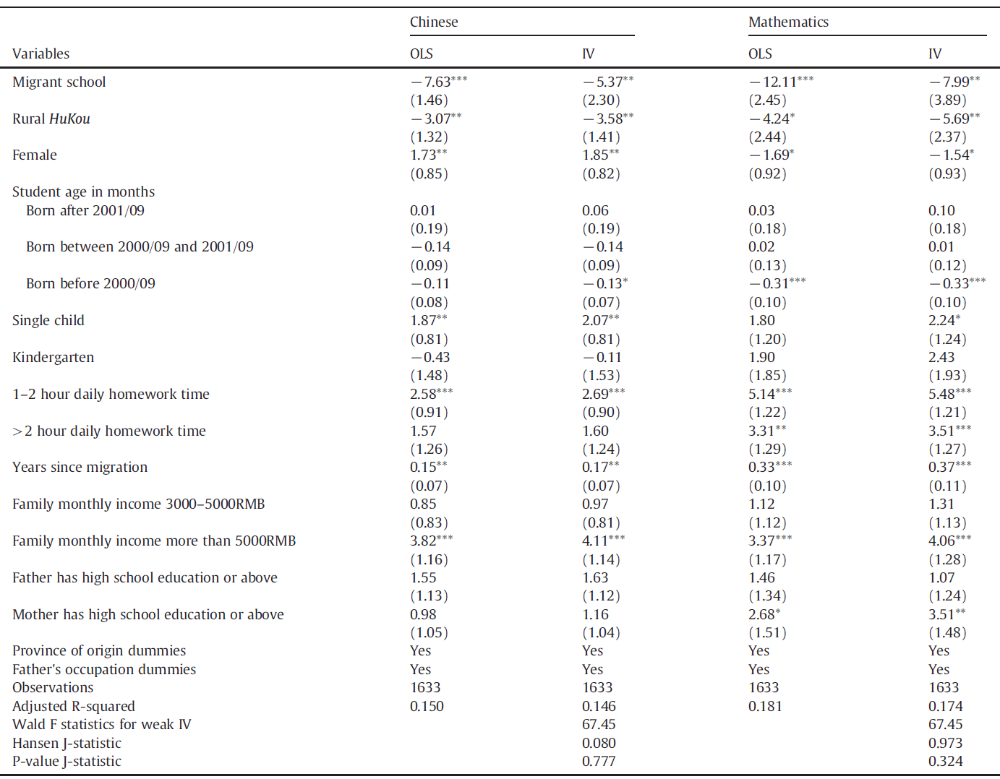 Chinese Mathematics
Variables OLS IV OLS IV
Migrant school −7.63*** −5.37** −12.11*** −7.99**
(1.46) (2.30) (2.45) (3.89)
Rural HuKou −3.07** −3.58** −4.24* −5.69**
(1.32) (1.41) (2.44) (2.37)
Female 1.73** 1.85** −1.69* −1.54*
(0.85) (0.82) (0.92) (0.93)
Student age in months
Born after 2001/09 0.01 0.06 0.03 0.10
(0.19) (0.19) (0.18) (0.18)
Born between 2000/09 and 2001/09 −0.14 −0.14 0.02 0.01
(0.09) (0.09) (0.13) (0.12)
Born before 2000/09 −0.11 −0.13* −0.31*** −0.33***
(0.08) (0.07) (0.10) (0.10)
Single child 1.87** 2.07** 1.80 2.24*
(0.81) (0.81) (1.20) (1.24)
Kindergarten −0.43 −0.11 1.90 2.43
(1.48) (1.53) (1.85) (1.93)
1–2 hour daily homework time 2.58*** 2.69*** 5.14*** 5.48***
(0.91) (0.90) (1.22) (1.21)
>2 hour daily homework time 1.57 1.60 3.31** 3.51***
(1.26) (1.24) (1.29) (1.27)
Years since migration 0.15** 0.17** 0.33*** 0.37***
(0.07) (0.07) (0.10) (0.11)
Family monthly income 3000–5000RMB 0.85 0.97 1.12 1.31
(0.83) (0.81) (1.12) (1.13)
Family monthly income more than 5000RMB 3.82*** 4.11*** 3.37*** 4.06***
(1.16) (1.14) (1.17) (1.28)
Father has high school education or above 1.55 1.63 1.46 1.07
(1.13) (1.12) (1.34) (1.24)
Mother has high school education or above 0.98 1.16 2.68* 3.51**
(1.05) (1.04) (1.51) (1.48)
Province of origin dummies Yes Yes Yes Yes
Father's occupation dummies Yes Yes Yes Yes
Observations 1633 1633 1633 1633
Adjusted R-squared 0.150 0.146 0.181 0.174
Wald F statistics for weak IV 67.45 67.45
Hansen J-statistic 0.080 0.973
P-value J-statistic 0.777 0.324